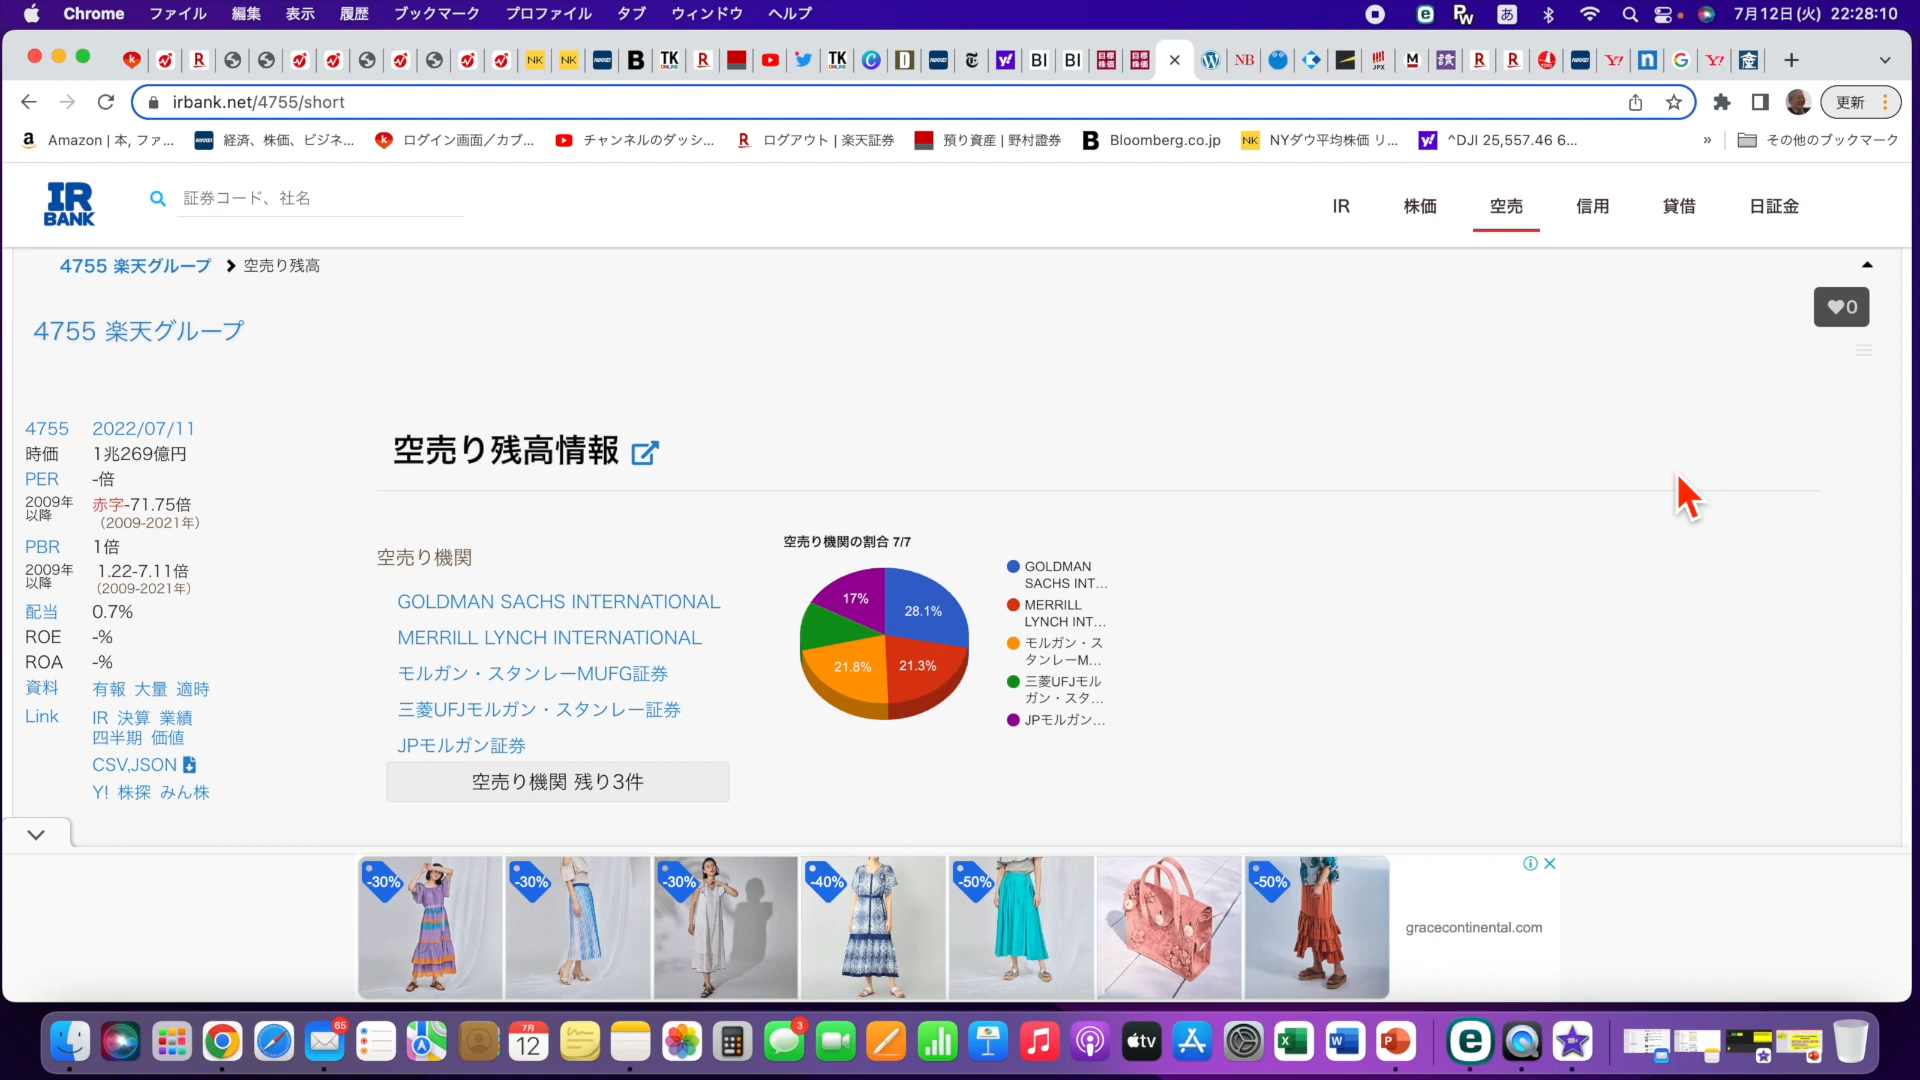 Chrome ファイル 編集 表示 履歴 ブックマーク プロファイル タブ ウィンドウ ヘルプ あ 7月12日(火) 22:28:10
irbank.net/4755/short 更新
Amazon | 本, ファ... 経済、株価、ビジネ... ログイン画面／カブ... チャンネルのダッシ... ログアウト | 楽天証券 預り資産 | 野村證券 Bloomberg.co.jp NYダウ平均株価 リ... ^DJI 25,557.46 6... » その他のブックマーク
IR
BANK
証券コード、社名
IR 株価 空売 信用 貸借 日証金
4755 楽天グループ 空売り残高
0
4755 楽天グループ
4755 2022/07/11
時価 1兆269億円
PER -倍
2009年以降 赤字-71.75倍
（2009-2021年）
PBR 1倍
2009年以降 1.22-7.11倍
（2009-2021年）
配当 0.7%
ROE -%
ROA -%
資料 有報 大量 適時
Link IR 決算 業績
四半期 価値
CSV,JSON
Y! 株探 みん株
空売り残高情報
空売り機関
GOLDMAN SACHS INTERNATIONAL
MERRILL LYNCH INTERNATIONAL
モルガン・スタンレーMUFG証券
三菱UFJモルガン・スタンレー証券
JPモルガン証券
空売り機関 残り3件
空売り機関の割合 7/7
17%
28.1%
21.8%
21.3%
GOLDMAN
SACHS INT...
MERRILL
LYNCH INT...
モルガン・ス
タンレーM...
三菱UFJモル
ガン・スタ...
JPモルガン...
-30% -30% -30% -40% -50% -50%
gracecontinental.com
65
7月
12
3
tv